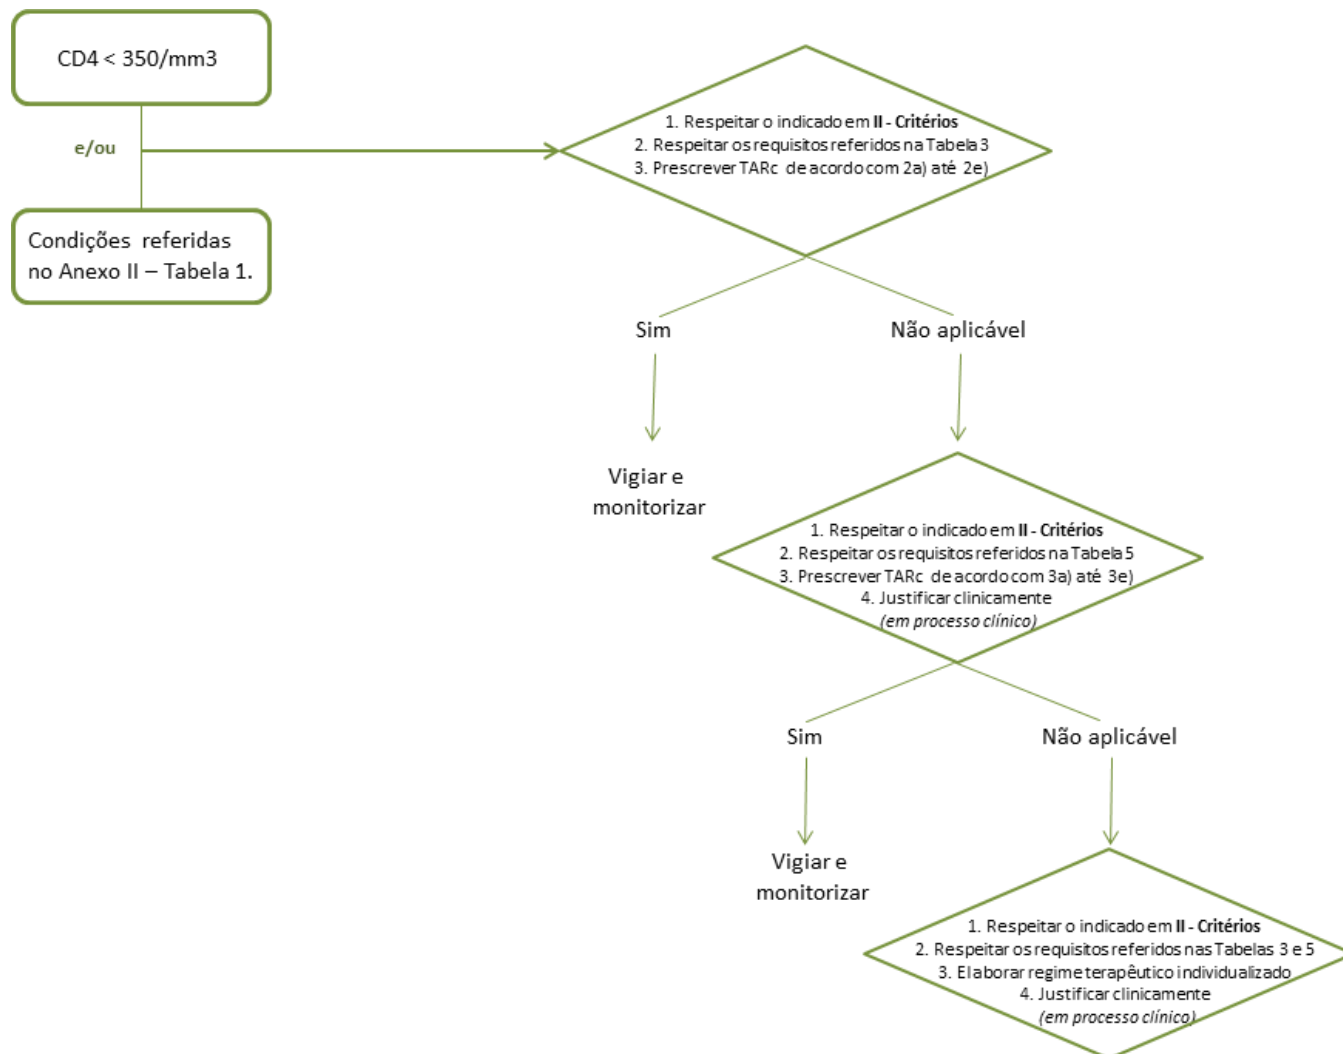 CD4 < 350/mm3
e/ou
Condições referidas
no Anexo II – Tabela 1.
1. Respeitar o indicado em II - Critérios
2. Respeitar os requisitos referidos na Tabela 3
3. Prescrever TARc de acordo com 2a) até 2e)
Sim
Não aplicável
Vigiar e
monitorizar
1. Respeitar o indicado em II - Critérios
2. Respeitar os requisitos referidos na Tabela 5
3. Prescrever TARc de acordo com 3a) até 3e)
4. Justificar clinicamente
(em processo clínico)
Sim
Não aplicável
Vigiar e
monitorizar
1. Respeitar o indicado em II - Critérios
2. Respeitar os requisitos referidos nas Tabelas 3 e 5
3. Elaborar regime terapêutico individualizado
4. Justificar clinicamente
(em processo clínico)